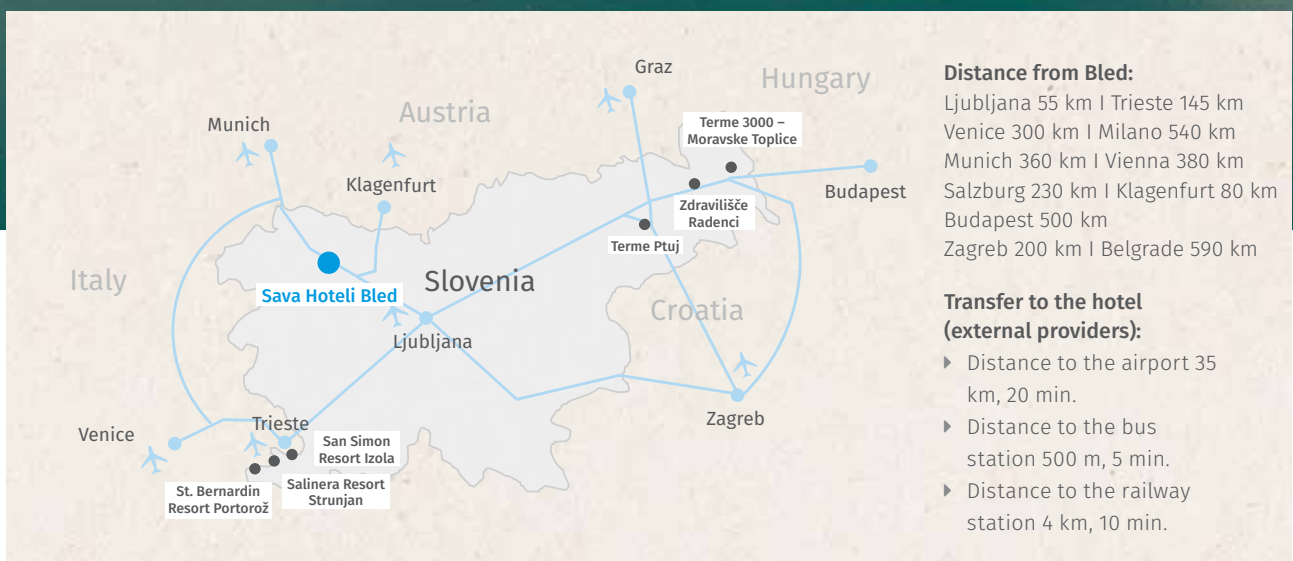 Graz
Hungary
Austria
Munich
Terme 3000 –
Moravske Toplice
Klagenfurt
Budapest
Zdravilišče
Radenci
Terme Ptuj
Italy
Slovenia
Sava Hoteli Bled
Croatia
Ljubljana
Zagreb
Trieste
Venice
San Simon
Resort Izola
Salinera Resort
Strunjan
St. Bernardin
Resort Portorož
Distance from Bled:
Ljubljana 55 km I Trieste 145 km
Venice 300 km I Milano 540 km
Munich 360 km I Vienna 380 km
Salzburg 230 km I Klagenfurt 80 km
Budapest 500 km
Zagreb 200 km I Belgrade 590 km
Transfer to the hotel
(external providers):
Distance to the airport 35
km, 20 min.
Distance to the bus
station 500 m, 5 min.
Distance to the railway
station 4 km, 10 min.